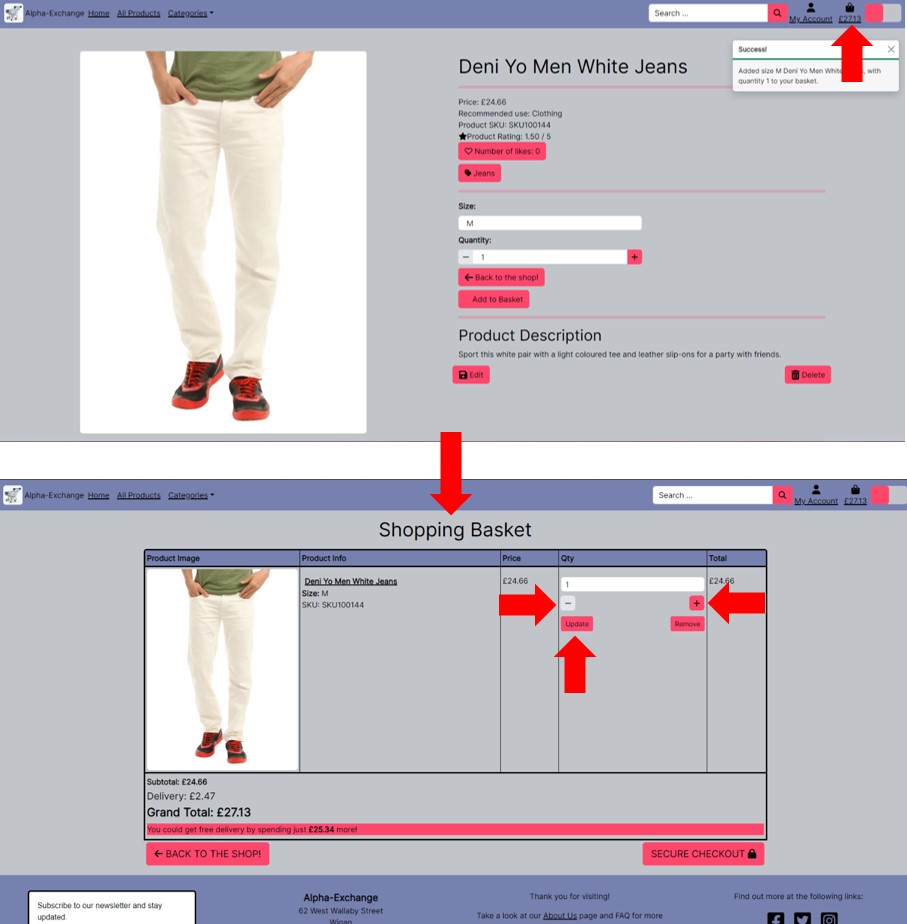 Alpha-Exchange Home All Products Categories Search ... My Account £27.13
Success!
Added size M Deni Yo Men White , with
quantity 1 to your basket.
Deni Yo Men White Jeans
Price: £24.66
Recommended use: Clothing
Product SKU: SKU100144
Product Rating: 1.50 / 5
Number of likes: 0
Jeans
Size:
M
Quantity:
− 1 +
Back to the shop!
Add to Basket
Product Description
Sport this white pair with a light coloured tee and leather slip-ons for a party with friends.
Edit Delete
Alpha-Exchange Home All Products Categories Search ... My Account £27.13
Shopping Basket
Product Image Product Info Price Qty Total
Deni Yo Men White Jeans £24.66 1 £24.66
Size: M
SKU: SKU100144
− +
Update Remove
Subtotal: £24.66
Delivery: £2.47
Grand Total: £27.13
You could get free delivery by spending just £25.34 more!
BACK TO THE SHOP! SECURE CHECKOUT
Subscribe to our newsletter and stay
updated.
Alpha-Exchange
62 West Wallaby Street
Wigan
Thank you for visiting!
Take a look at our About Us page and FAQ for more
Find out more at the following links: